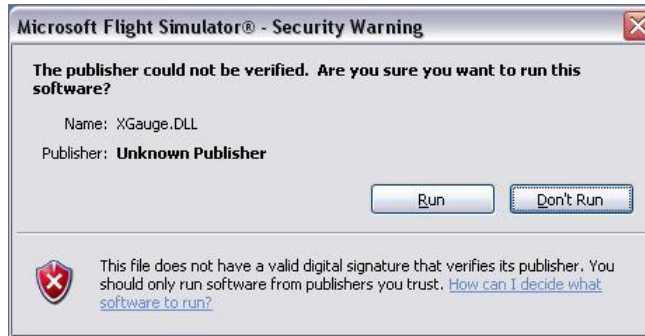 Microsoft Flight Simulator® - Security Warning
The publisher could not be verified.  Are you sure you want to run this
software?
Name: XGauge.DLL
Publisher: Unknown Publisher
Run
Don't Run
This file does not have a valid digital signature that verifies its publisher. You
should only run software from publishers you trust. How can I decide what
software to run?